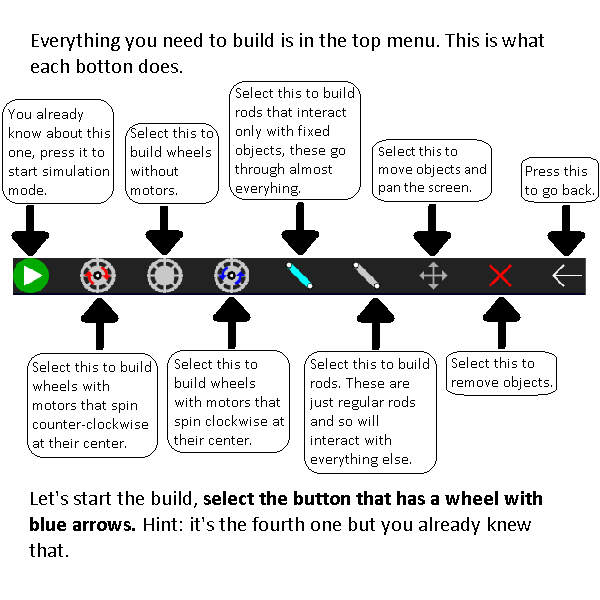 Everything you need to build is in the top menu. This is what
each botton does.
You already
know about this
one, press it to
start simulation
mode.
Select this to
build wheels
without
motors.
Select this to build
rods that interact
only with fixed
objects, these go
through almost
everyhing.
Select this to
move objects and
pan the screen.
Press this
to go back.
Select this to build
wheels with
motors that spin
counter-clockwise
at their center.
Select this to
build wheels
with motors that
spin clockwise at
their center.
Select this to build
rods. These are
just regular rods
and so will
interact with
everything else.
Select this to
remove objects.
Let's start the build, select the button that has a wheel with
blue arrows. Hint: it's the fourth one but you already knew
that.